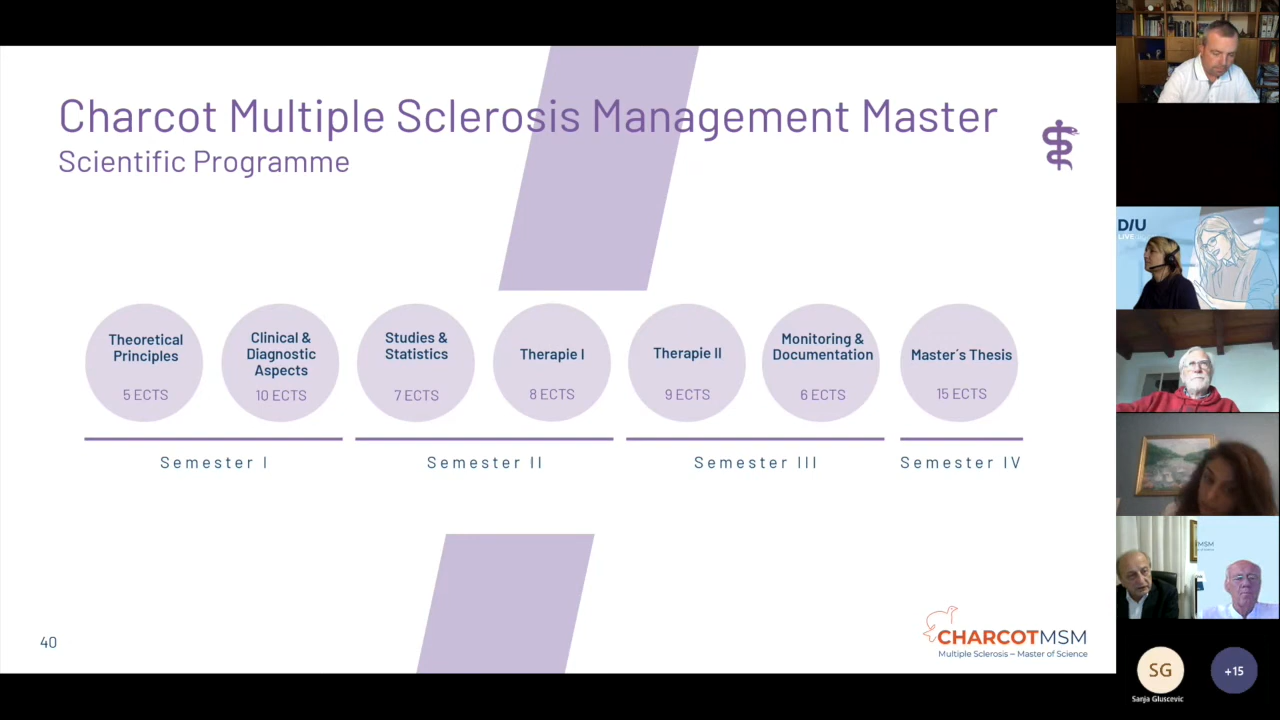 Charcot Multiple Sclerosis Management Master
Scientific Programme
Theoretical
Principles
5 ECTS
Clinical &
Diagnostic
Aspects
10 ECTS
Studies &
Statistics
7 ECTS
Therapie I
8 ECTS
Therapie II
9 ECTS
Monitoring &
Documentation
6 ECTS
Master´s Thesis
15 ECTS
Semester I
Semester II
Semester III
Semester IV
40
CHARCOTMSM
Multiple Sclerosis – Master of Science
D/U
LIVE
MSM
SG
Sanja Gluscevic
+15